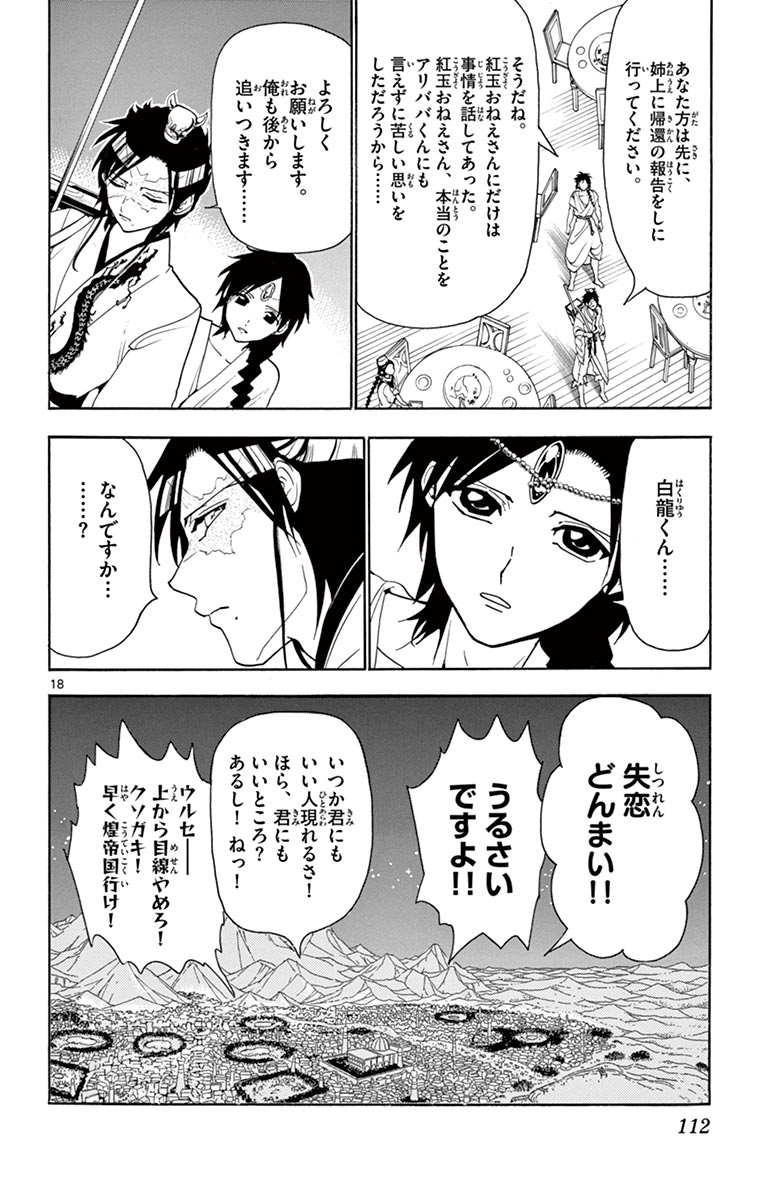 あなた方は先に、
姉上に帰還の報告をしに
行ってください。
そうだね。
紅玉おねえさんにだけは
事情を話してあった。
紅玉おねえさん、本当のことを
アリババくんにも
言えずに苦しい思いを
しただろうから……
よろしく
お願いします。
俺も後から
追いつきます……
白龍くん……
なんですか…
……?
18
失恋
どんまい!!
うるさい
ですよ!!
いつか君にも
いい人現れるさ!
ほら、君にも
いいところ?
あるし!ねっ!
ウルセー
上から目線やめろ!
クソガキ!
早く煌帝国行け!
112